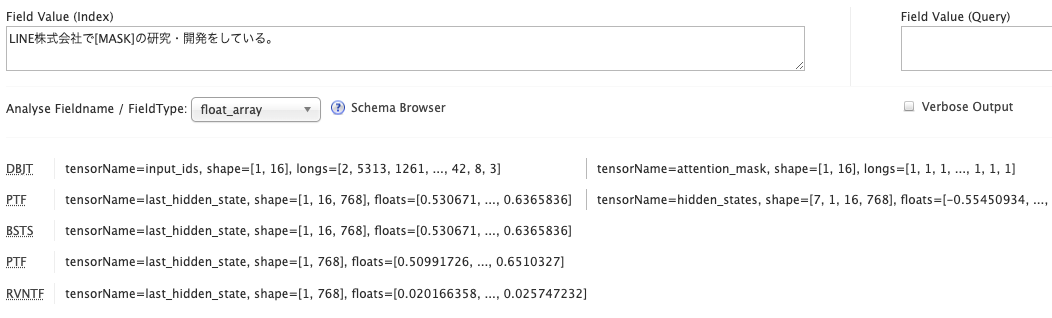 Field Value (Index)
Field Value (Query)
LINE株式会社で[MASK]の研究・開発をしている。
Analyse Fieldname / FieldType: float_array ? Schema Browser
Verbose Output
DBJT tensorName=input_ids, shape=[1, 16], longs=[2, 5313, 1261, ..., 42, 8, 3] tensorName=attention_mask, shape=[1, 16], longs=[1, 1, 1, ..., 1, 1, 1]
PTF tensorName=last_hidden_state, shape=[1, 16, 768], floats=[0.530671, ..., 0.6365836] tensorName=hidden_states, shape=[7, 1, 16, 768], floats=[-0.55450934, ...,
BSTS tensorName=last_hidden_state, shape=[1, 16, 768], floats=[0.530671, ..., 0.6365836]
PTF tensorName=last_hidden_state, shape=[1, 768], floats=[0.50991726, ..., 0.6510327]
RVNTF tensorName=last_hidden_state, shape=[1, 768], floats=[0.020166358, ..., 0.025747232]